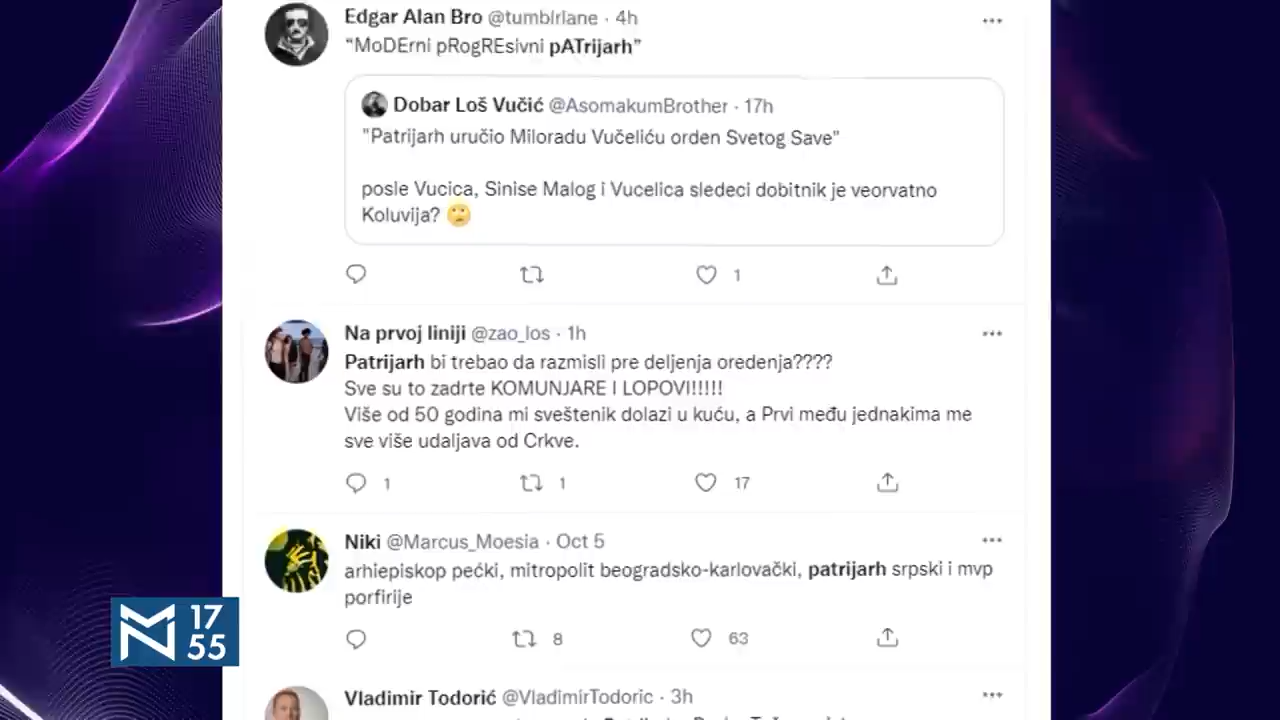 Edgar Alan Bro @tumblrlane · 4h
“MoDErni pRogREsivni pATrijarh”
Dobar Loš Vučić @AsomakumBrother · 17h
"Patrijarh uručio Miloradu Vučeliću orden Svetog Save"
posle Vucica, Sinise Malog i Vucelica sledeci dobitnik je veorvatno
Koluvija? 🙄
1
Na prvoj liniji @zao_los · 1h
Patrijarh bi trebao da razmisli pre deljenja oredenja????
Sve su to zadrte KOMUNJARE I LOPOVI!!!!!
Više od 50 godina mi sveštenik dolazi u kuću, a Prvi među jednakima me
sve više udaljava od Crkve.
1 1 17
Niki @Marcus_Moesia · Oct 5
arhiepiskop pećki, mitropolit beogradsko-karlovački, patrijarh srpski i mvp
porfirije
8 63
17
55
Vladimir Todorić @VladimirTodoric · 3h